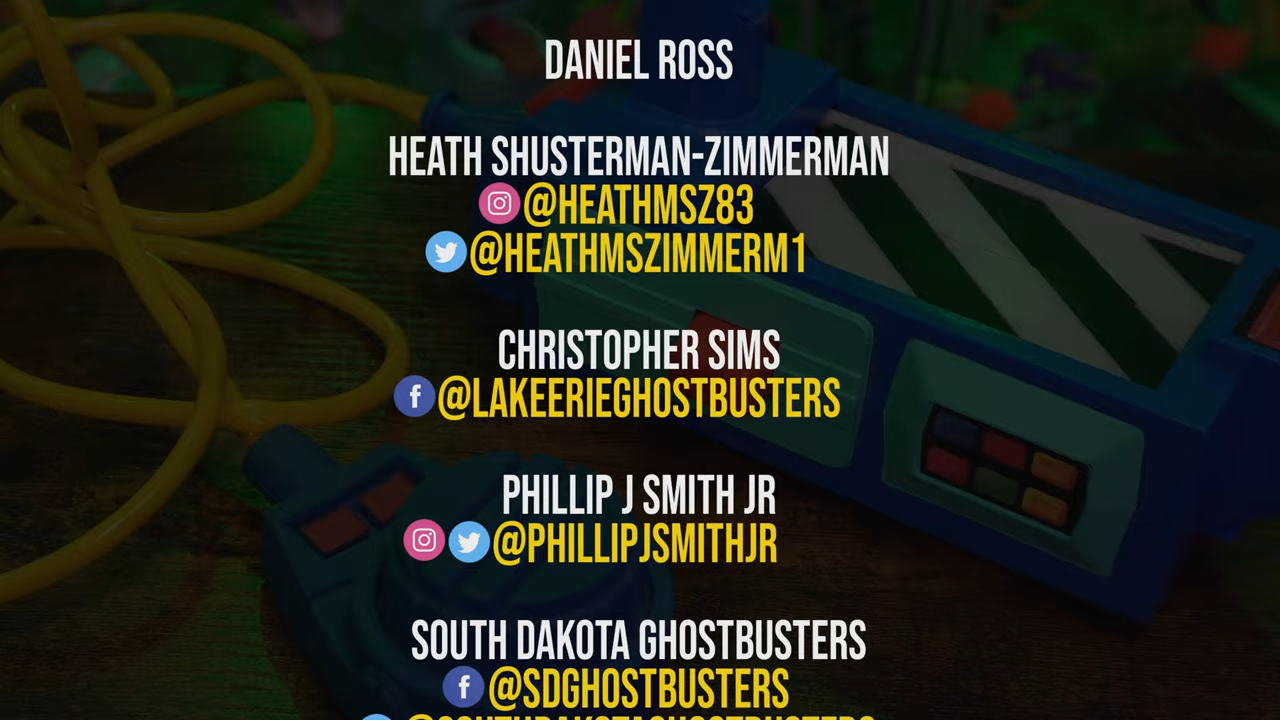 DANIEL ROSS
HEATH SHUSTERMAN-ZIMMERMAN
@HEATHMSZ83
@HEATHMSZIMMERM1
CHRISTOPHER SIMS
@LAKEERIEGHOSTBUSTERS
PHILLIP J SMITH JR
@PHILLIPJSMITHJR
SOUTH DAKOTA GHOSTBUSTERS
@SDGHOSTBUSTERS